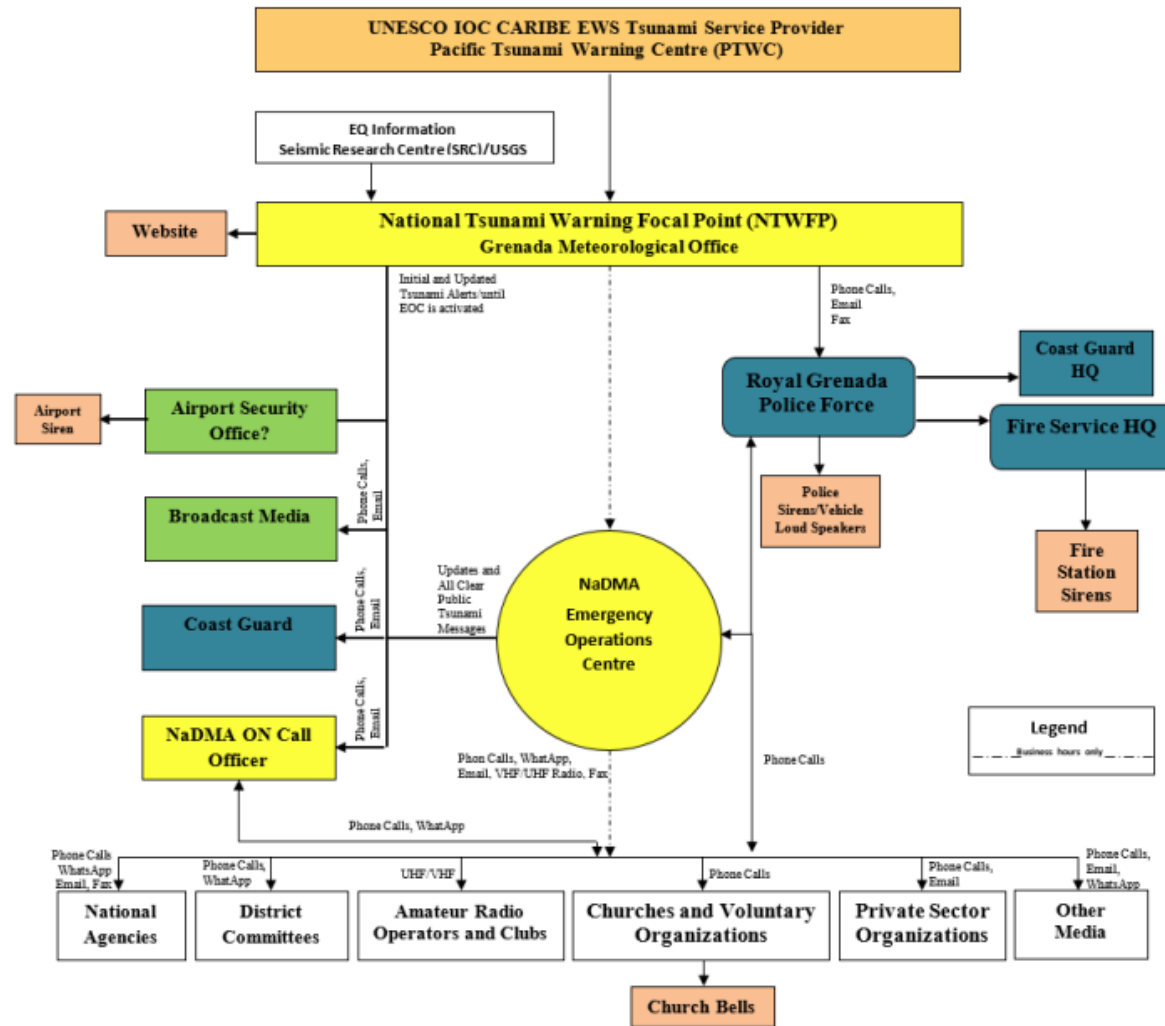 UNESCO IOC CARIBE EWS Tsunami Service Provider
Pacific Tsunami Warning Centre (PTWC)
EQ Information
Seismic Research Centre (SRC)/USGS
National Tsunami Warning Focal Point (NTWFP)
Grenada Meteorological Office
Website
Initial and Updated
Tsunami Alerts/until
EOC is activated
Phone Calls,
Email
Fax
Coast Guard
HQ
Royal Grenada
Police Force
Fire Service HQ
Airport
Siren
Airport Security
Office?
Phone Calls,
Email
Broadcast Media
Police
Sirens/Vehicle
Loud Speakers
Fire
Station
Sirens
Updates and
All Clear
Public
Tsunami
Messages
NaDMA
Emergency
Operations
Centre
Phone Calls,
Email
Coast Guard
Phone Calls,
Email
NaDMA ON Call
Officer
Legend
Business hours only
Phon Calls, WhatApp,
Email, VHF/UHF Radio, Fax
Phone Calls
Phone Calls, WhatApp
Phone Calls
WhatsApp
Email, Fax
Phone Calls,
WhatApp
UHF/VHF
Phone Calls
Phone Calls,
Email
Phone Calls,
Email,
WhatsApp
National
Agencies
District
Committees
Amateur Radio
Operators and Clubs
Churches and Voluntary
Organizations
Private Sector
Organizations
Other
Media
Church Bells